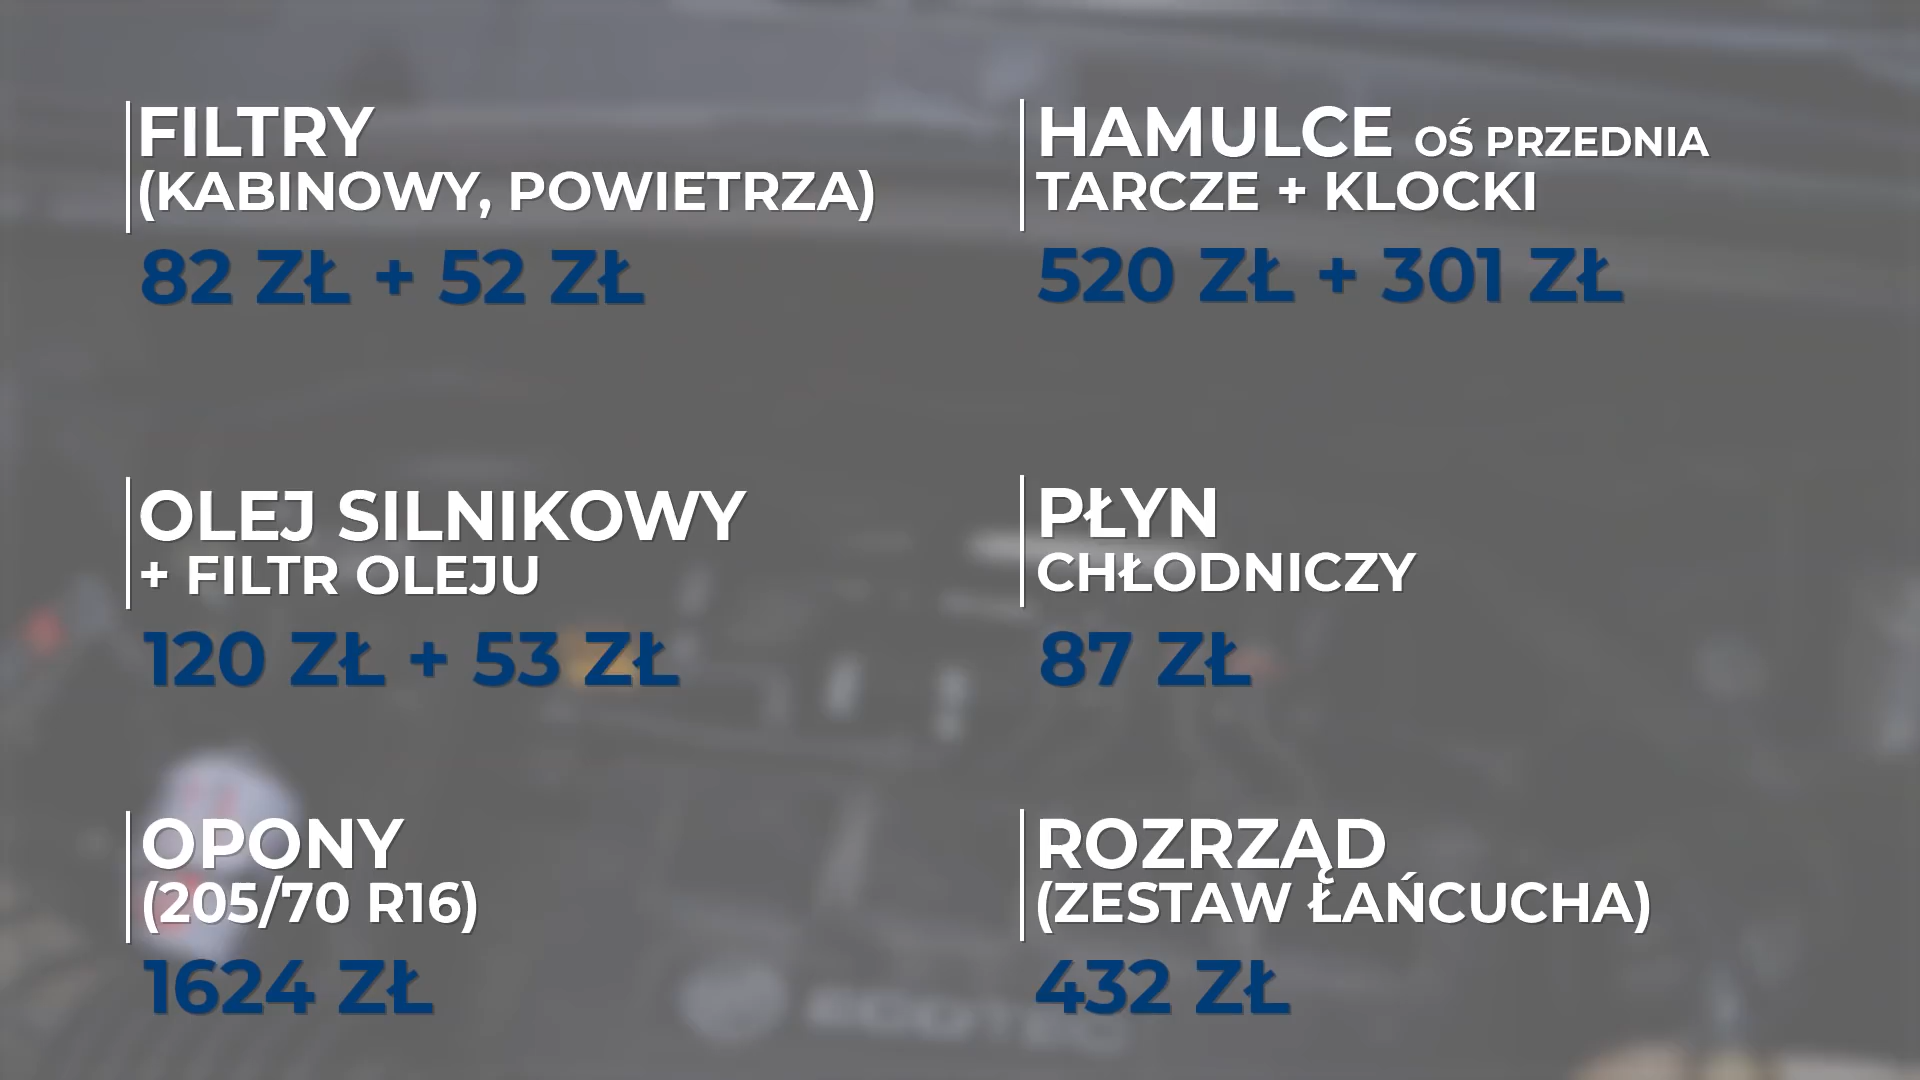 FILTRY
(KABINOWY, POWIETRZA)
82 ZŁ + 52 ZŁ
HAMULCE OŚ PRZEDNIA
TARCZE + KLOCKI
520 ZŁ + 301 ZŁ
OLEJ SILNIKOWY
+ FILTR OLEJU
120 ZŁ + 53 ZŁ
PŁYN
CHŁODNICZY
87 ZŁ
OPONY
(205/70 R16)
1624 ZŁ
ROZRZĄD
(ZESTAW ŁAŃCUCHA)
432 ZŁ
ECOTEC